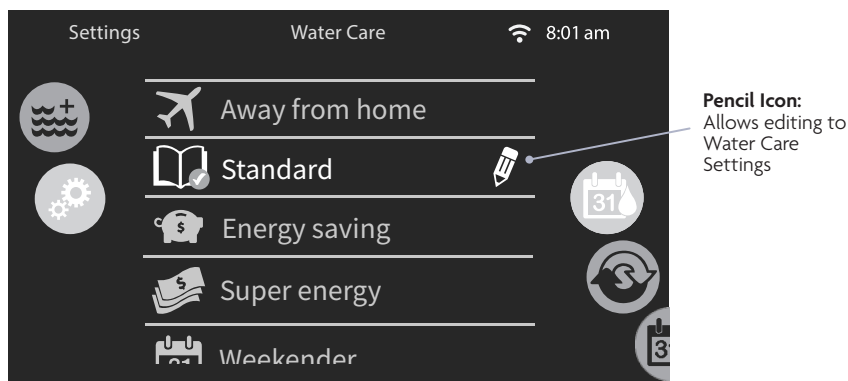 Settings Water Care 8:01 am
Away from home
Standard
Energy saving
$
Super energy
$
Weekender
31
31
3
Pencil Icon:
Allows editing to
Water Care
Settings